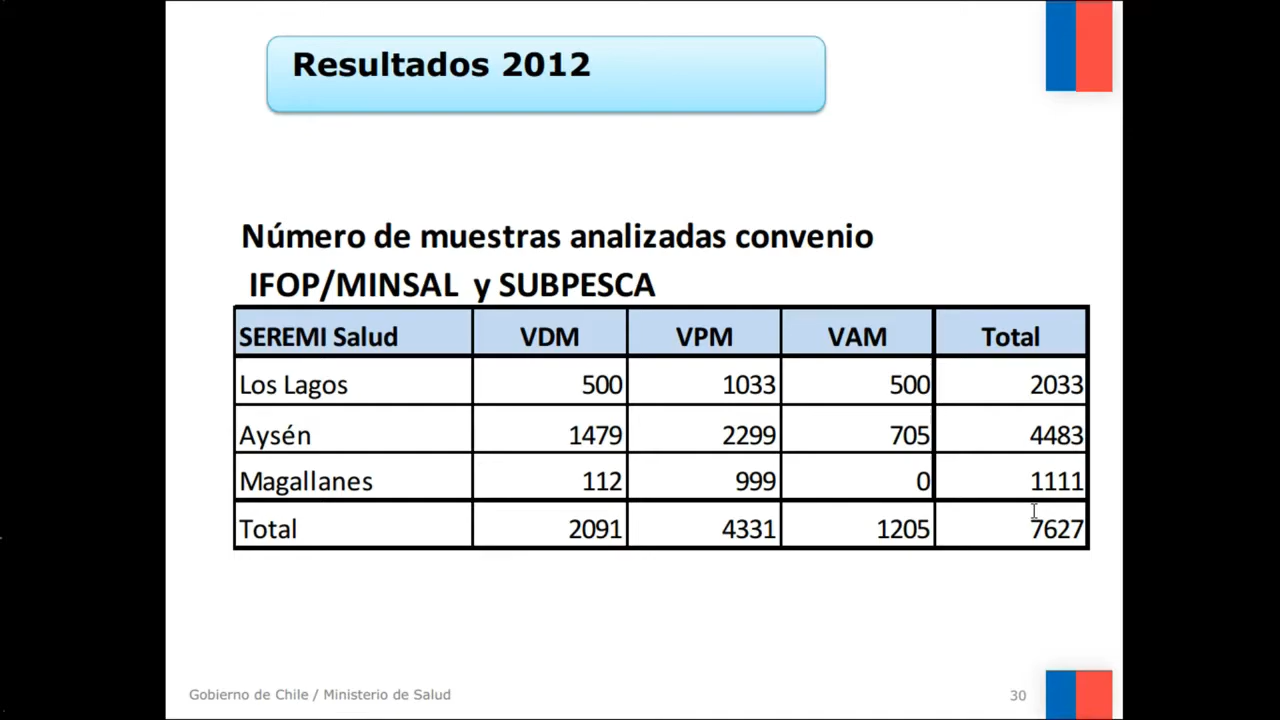 Resultados 2012
Número de muestras analizadas convenio
IFOP/MINSAL y SUBPESCA
SEREMI Salud VDM VPM VAM Total
Los Lagos 500 1033 500 2033
Aysén 1479 2299 705 4483
Magallanes 112 999 0 1111
Total 2091 4331 1205 7627
Gobierno de Chile / Ministerio de Salud 30